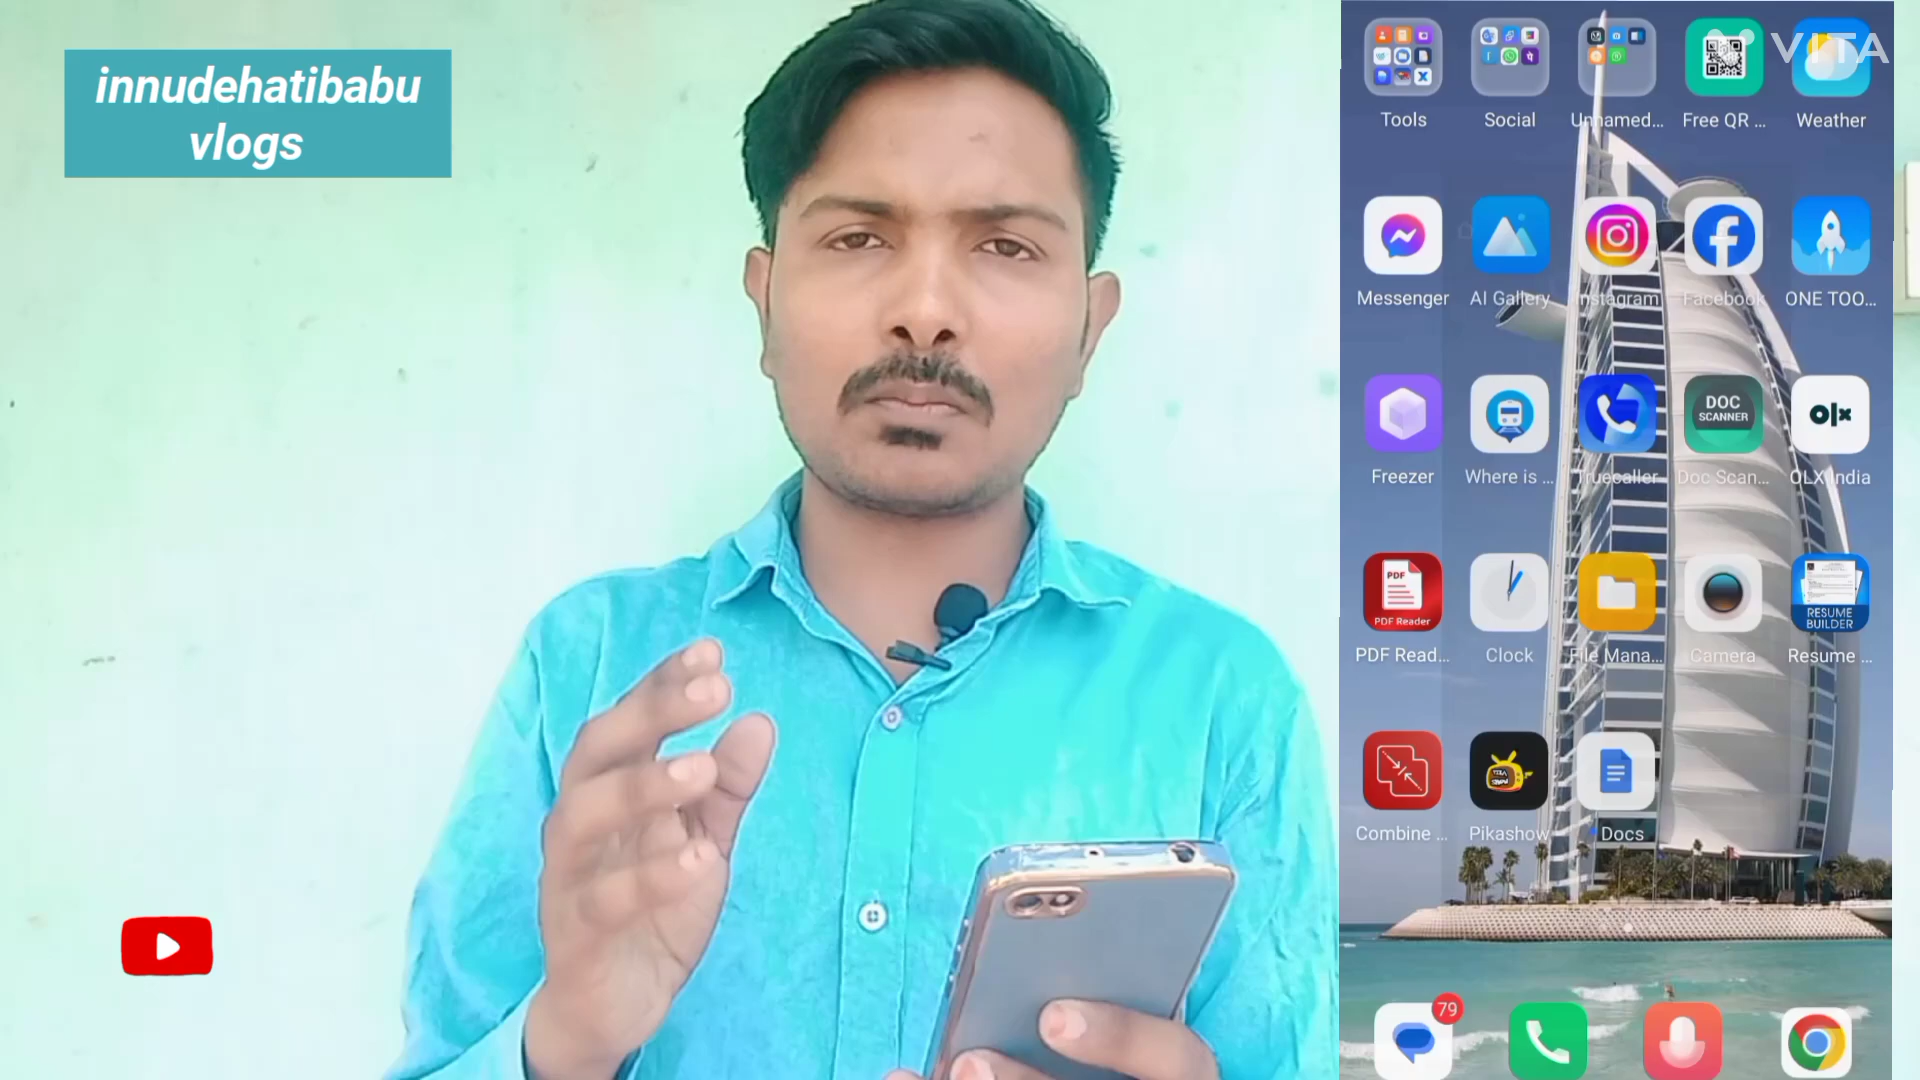 innudehatibabu
vlogs
VITA
Tools
Social
Unnamed...
Free QR ...
Weather
Messenger
AI Gallery
Instagram
Facebook
ONE TOO...
Freezer
Where is ...
Truecaller
DOC
SCANNER
Doc Scan...
olx
OLX India
PDF
PDF Reader
PDF Read...
Clock
File Mana...
Camera
RESUME
BUILDER
Resume ...
Combine ...
Pikashow
Docs
79